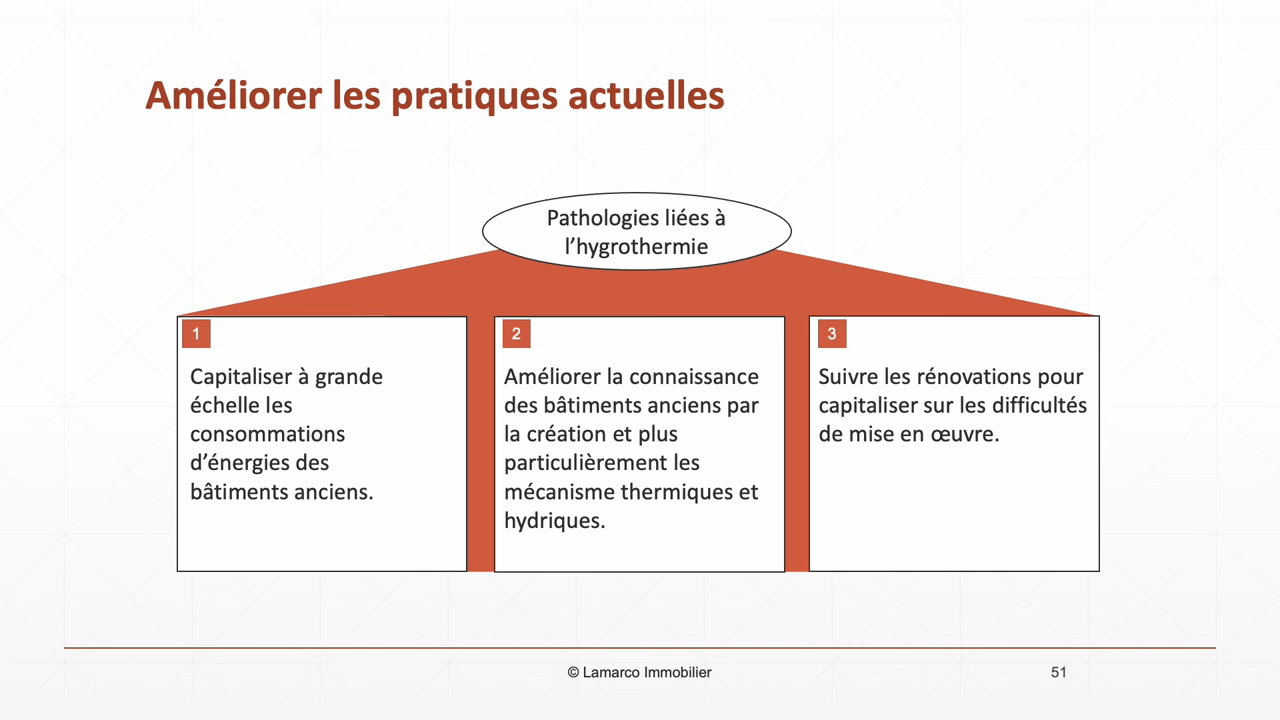 Améliorer les pratiques actuelles
Pathologies liées à
l’hygrothermie
1
Capitaliser à grande
échelle les
consommations
d’énergies des
bâtiments anciens.
2
Améliorer la connaissance
des bâtiments anciens par
la création et plus
particulièrement les
mécanisme thermiques et
hydriques.
3
Suivre les rénovations pour
capitaliser sur les difficultés
de mise en œuvre.
© Lamarco Immobilier
51